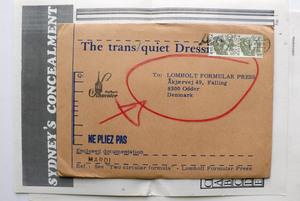 SYDNEY'S CONCEALMENT
The trans/quiet Dressi
To: LOMHOLT FORMULAR PRESS
Åkjærvej 49, Falling
8300 Odder
Denmark
NE PLIEZ PAS
Enclosed documentation
MARDI
Ref.- See "Two circular formula" - Lomholt Formular Press